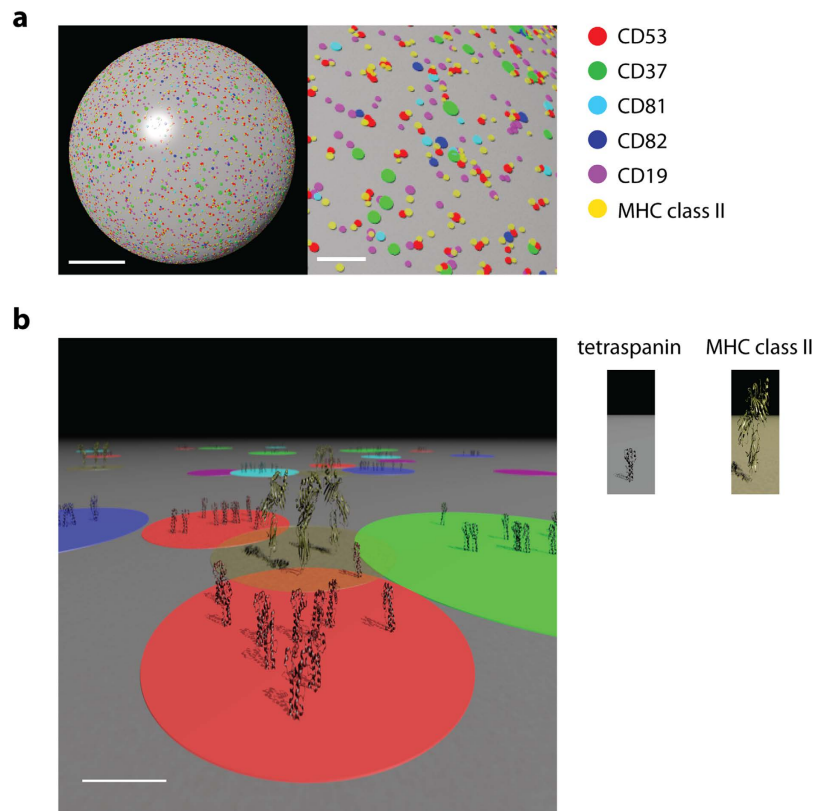 a
CD53
CD37
CD81
CD82
CD19
MHC class II
b
tetraspanin
MHC class II